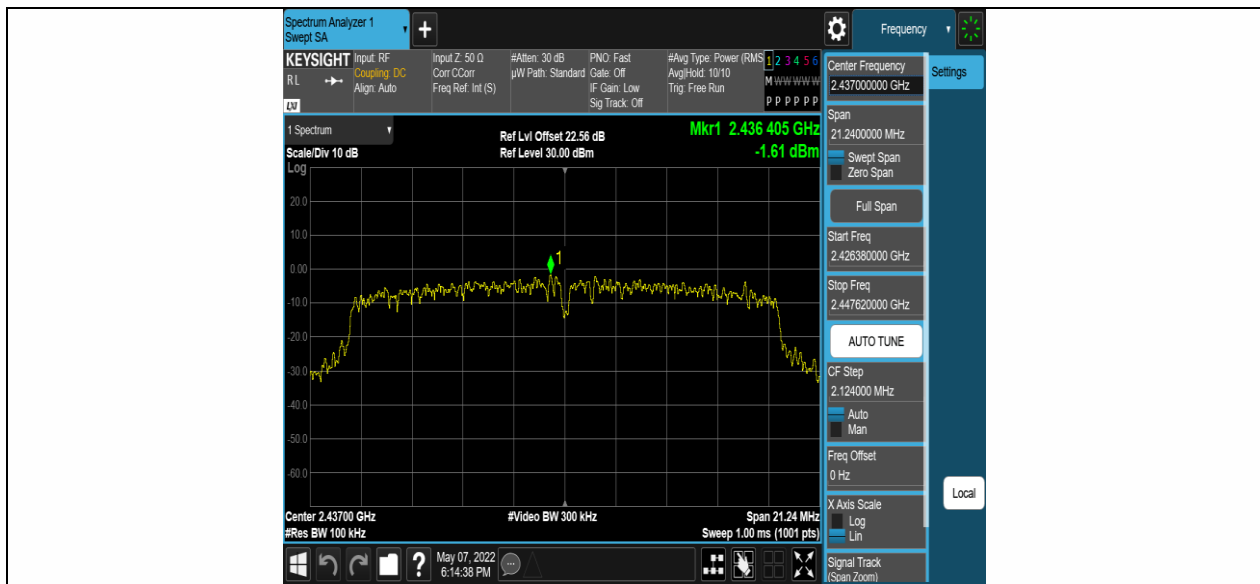 Spectrum Analyzer 1
Swept SA
+
Frequency
KEYSIGHT
RL
LXI
Input: RF
Coupling: DC
Align: Auto
Input Z: 50 Ω
Corr CCorr
Freq Ref: Int (S)
#Atten: 30 dB
µW Path: Standard
PNO: Fast
Gate: Off
IF Gain: Low
Sig Track: Off
#Avg Type: Power (RMS
Avg|Hold: 10/10
Trig: Free Run
1 2 3 4 5 6
M W W W W W
P P P P P P
1 Spectrum
Scale/Div 10 dB
Log
Ref Lvl Offset 22.56 dB
Ref Level 30.00 dBm
Mkr1 2.436 405 GHz
-1.61 dBm
20.0
10.0
0.00
-10.0
-20.0
-30.0
-40.0
-50.0
-60.0
1
Center 2.43700 GHz
#Res BW 100 kHz
#Video BW 300 kHz
Span 21.24 MHz
Sweep 1.00 ms (1001 pts)
?
May 07, 2022
6:14:38 PM
Center Frequency
2.437000000 GHz
Span
21.2400000 MHz
Swept Span
Zero Span
Full Span
Start Freq
2.426380000 GHz
Stop Freq
2.447620000 GHz
AUTO TUNE
CF Step
2.124000 MHz
Auto
Man
Freq Offset
0 Hz
X Axis Scale
Log
Lin
Signal Track
(Span Zoom)
Settings
Local